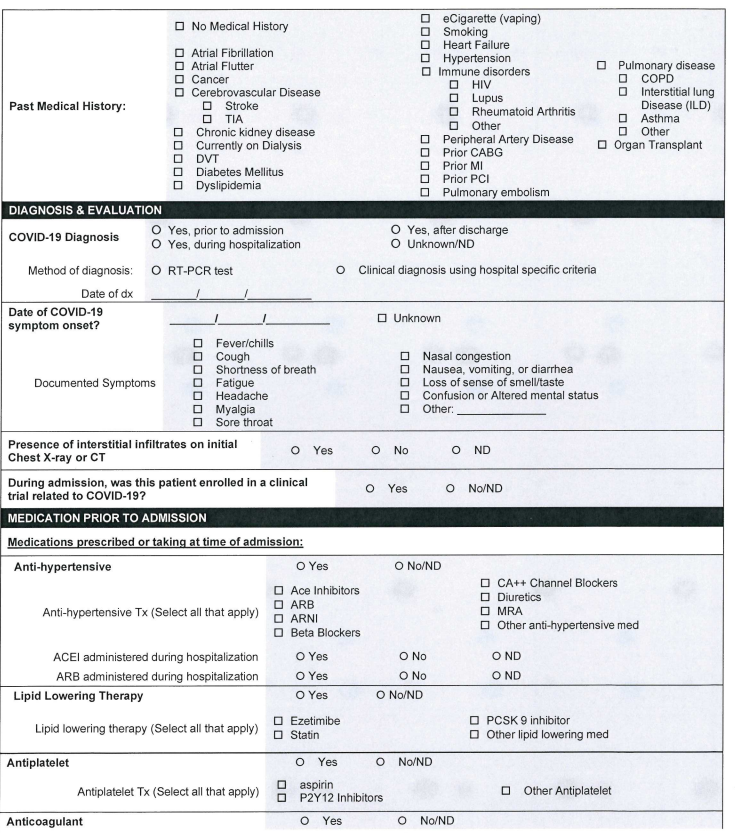 Past Medical History:
☐ No Medical History
☐ Atrial Fibrillation
☐ Atrial Flutter
☐ Cancer
☐ Cerebrovascular Disease
☐ Stroke
☐ TIA
☐ Chronic kidney disease
☐ Currently on Dialysis
☐ DVT
☐ Diabetes Mellitus
☐ Dyslipidemia
☐ eCigarette (vaping)
☐ Smoking
☐ Heart Failure
☐ Hypertension
☐ Immune disorders
☐ HIV
☐ Lupus
☐ Rheumatoid Arthritis
☐ Other
☐ Peripheral Artery Disease
☐ Prior CABG
☐ Prior MI
☐ Prior PCI
☐ Pulmonary embolism
☐ Pulmonary disease
☐ COPD
☐ Interstitial lung
Disease (ILD)
☐ Asthma
☐ Other
☐ Organ Transplant
DIAGNOSIS & EVALUATION
COVID-19 Diagnosis
O Yes, prior to admission O Yes, after discharge
O Yes, during hospitalization O Unknown/ND
Method of diagnosis: O RT-PCR test O Clinical diagnosis using hospital specific criteria
Date of dx ______/______/________
Date of COVID-19
symptom onset?
______/______/________ ☐ Unknown
Documented Symptoms
☐ Fever/chills
☐ Cough
☐ Shortness of breath
☐ Fatigue
☐ Headache
☐ Myalgia
☐ Sore throat
☐ Nasal congestion
☐ Nausea, vomiting, or diarrhea
☐ Loss of sense of smell/taste
☐ Confusion or Altered mental status
☐ Other: ____________
Presence of interstitial infiltrates on initial
Chest X-ray or CT
O Yes O No O ND
During admission, was this patient enrolled in a clinical
trial related to COVID-19?
O Yes O No/ND
MEDICATION PRIOR TO ADMISSION
Medications prescribed or taking at time of admission:
Anti-hypertensive O Yes O No/ND
Anti-hypertensive Tx (Select all that apply)
☐ Ace Inhibitors
☐ ARB
☐ ARNI
☐ Beta Blockers
☐ CA++ Channel Blockers
☐ Diuretics
☐ MRA
☐ Other anti-hypertensive med
ACEI administered during hospitalization O Yes O No O ND
ARB administered during hospitalization O Yes O No O ND
Lipid Lowering Therapy O Yes O No/ND
Lipid lowering therapy (Select all that apply)
☐ Ezetimibe
☐ Statin
☐ PCSK 9 inhibitor
☐ Other lipid lowering med
Antiplatelet O Yes O No/ND
Antiplatelet Tx (Select all that apply)
☐ aspirin
☐ P2Y12 Inhibitors
☐ Other Antiplatelet
Anticoagulant O Yes O No/ND